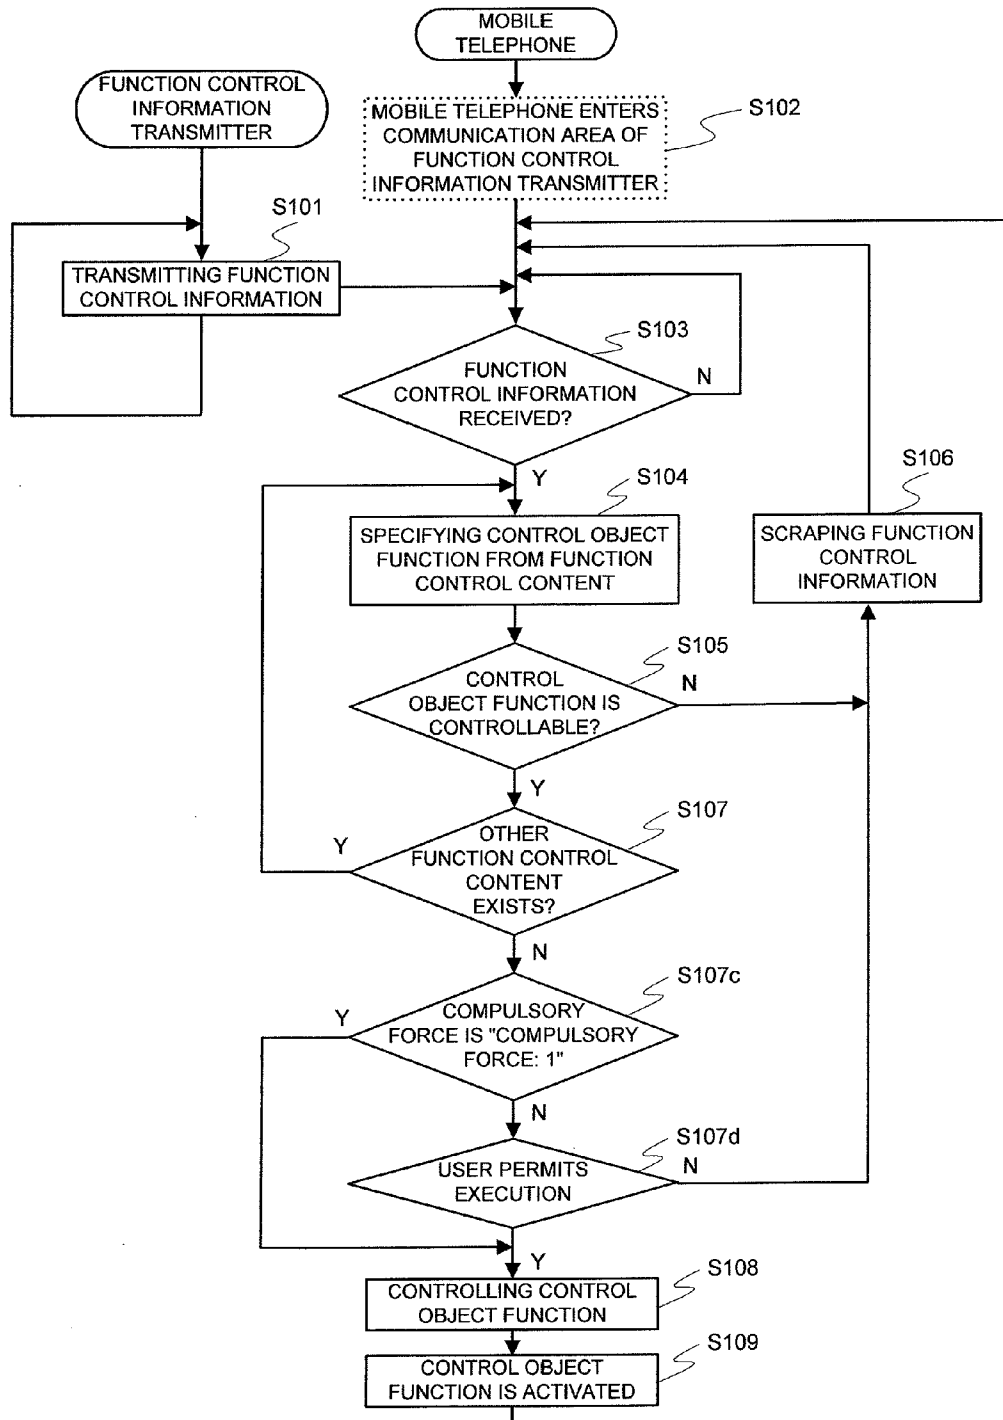 MOBILE
TELEPHONE
FUNCTION CONTROL
INFORMATION
TRANSMITTER
MOBILE TELEPHONE ENTERS
COMMUNICATION AREA OF
FUNCTION CONTROL
INFORMATION TRANSMITTER
S102
S101
TRANSMITTING FUNCTION
CONTROL INFORMATION
S103
FUNCTION
CONTROL INFORMATION
RECEIVED?
N
Y
S104
SPECIFYING CONTROL OBJECT
FUNCTION FROM FUNCTION
CONTROL CONTENT
S106
SCRAPING FUNCTION
CONTROL
INFORMATION
S105
CONTROL
OBJECT FUNCTION IS
CONTROLLABLE?
N
Y
S107
OTHER
FUNCTION CONTROL
CONTENT
EXISTS?
Y
N
S107c
COMPULSORY
FORCE IS "COMPULSORY
FORCE: 1"
Y
N
S107d
USER PERMITS
EXECUTION
N
Y
S108
CONTROLLING CONTROL
OBJECT FUNCTION
S109
CONTROL OBJECT
FUNCTION IS ACTIVATED